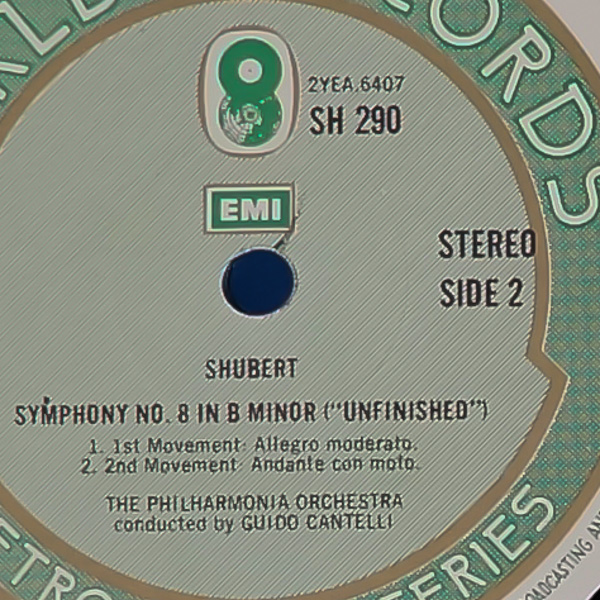 RECORDS
2YEA.6407
SH 290
EMI
STEREO
SIDE 2
SHUBERT
SYMPHONY NO. 8 IN B MINOR ("UNFINISHED")
1. 1st Movement: Allegro moderato.
2. 2nd Movement: Andante con moto.
THE PHILHARMONIA ORCHESTRA
conducted by GUIDO CANTELLI